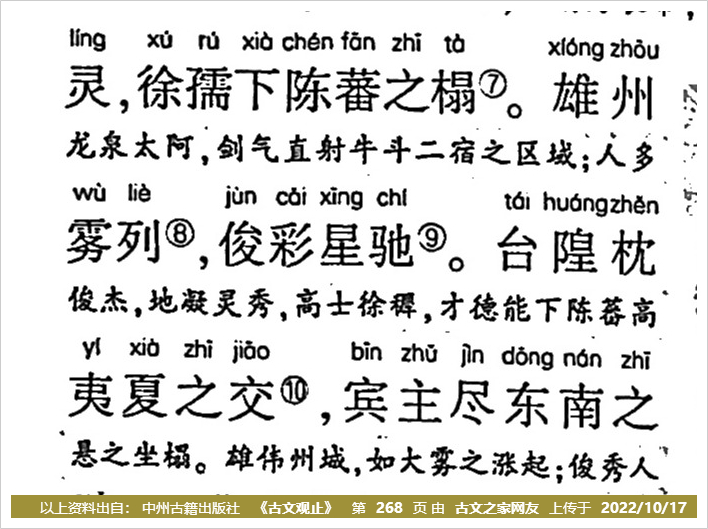 líng xú rú xià chén fān zhī tà xióng zhōu
灵，徐孺下陈蕃之榻⑦。雄州
龙泉太阿，剑气直射牛斗二宿之区域；人多
wù liè jùn cǎi xīng chí tái huáng zhěn
雾列⑧，俊彩星驰⑨。台隍枕
俊杰，地凝灵秀，高士徐稺，才德能下陈蕃高
yí xià zhī jiāo bīn zhǔ jìn dōng nán zhī
夷夏之交⑩，宾主尽东南之
悬之坐榻。雄伟州域，如大雾之涨起；俊秀人
以上资料出自： 中州古籍出版社 《古文观止》 第 268 页 由 古文之家网友 上传于 2022/10/17